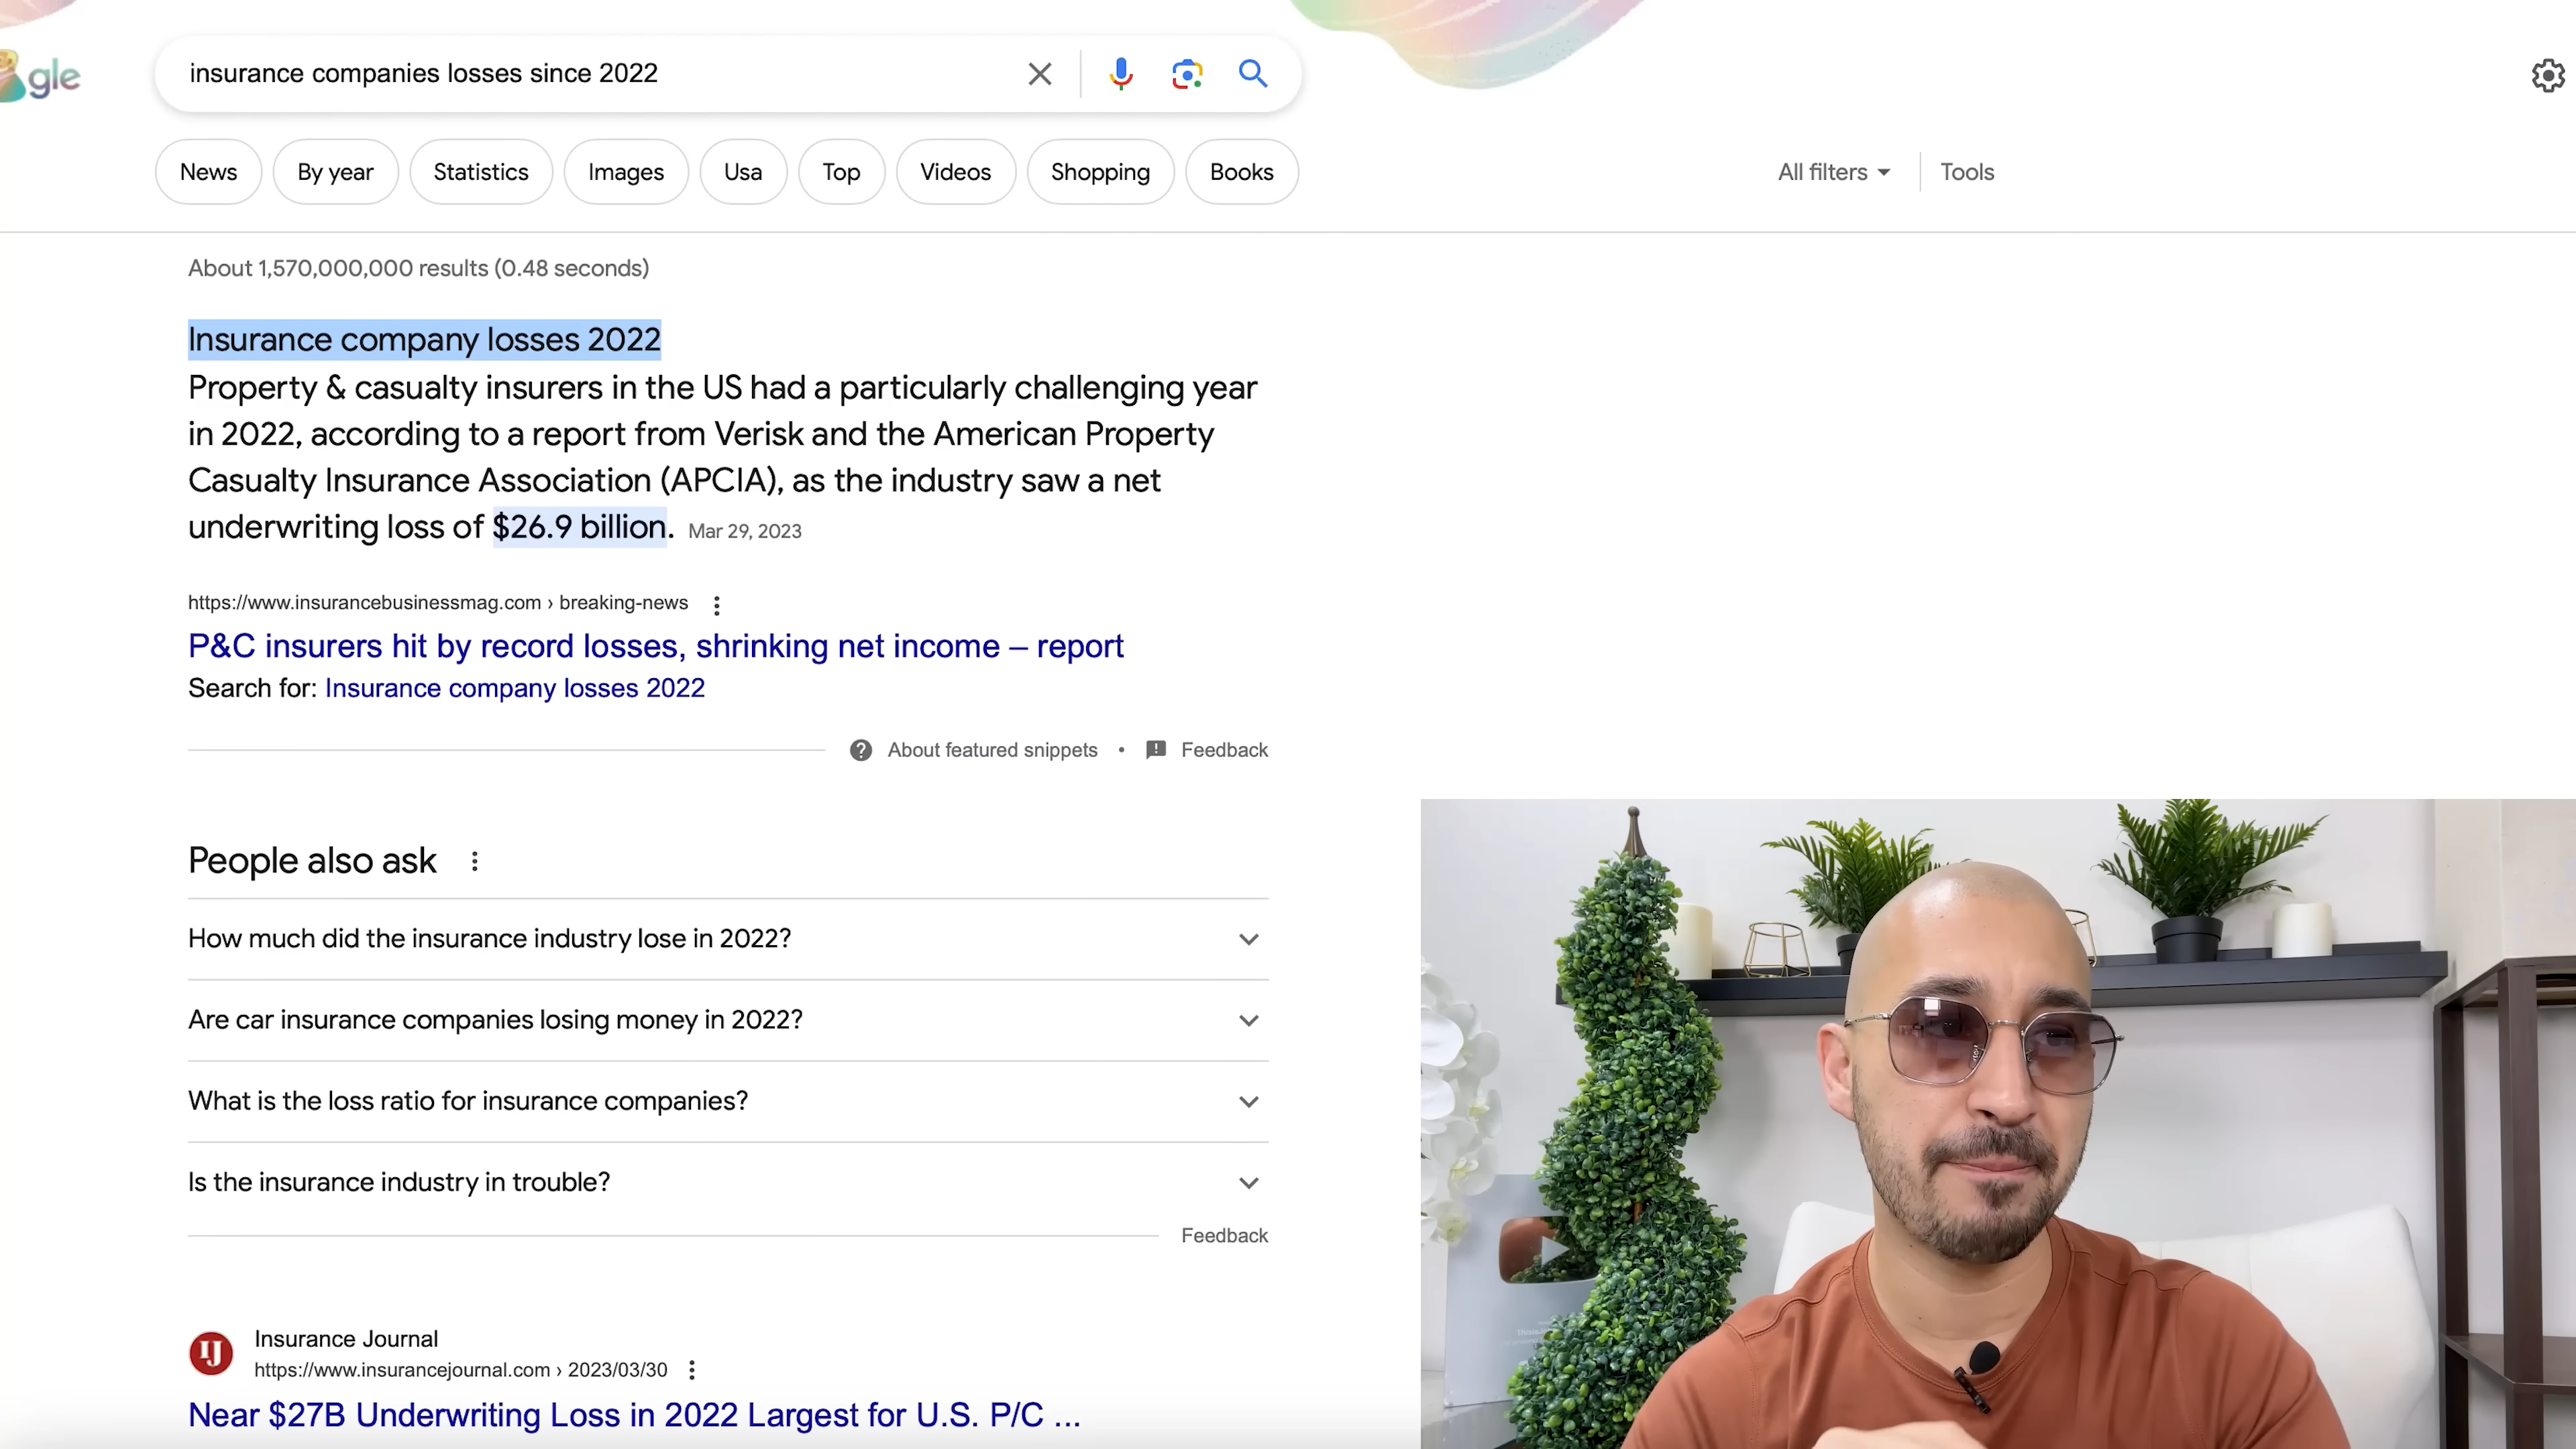 gle
insurance companies losses since 2022
News
By year
Statistics
Images
Usa
Top
Videos
Shopping
Books
All filters
Tools
About 1,570,000,000 results (0.48 seconds)
Insurance company losses 2022
Property & casualty insurers in the US had a particularly challenging year
in 2022, according to a report from Verisk and the American Property
Casualty Insurance Association (APCIA), as the industry saw a net
underwriting loss of $26.9 billion. Mar 29, 2023
https://www.insurancebusinessmag.com › breaking-news
P&C insurers hit by record losses, shrinking net income – report
Search for: Insurance company losses 2022
About featured snippets • Feedback
People also ask
How much did the insurance industry lose in 2022?
Are car insurance companies losing money in 2022?
What is the loss ratio for insurance companies?
Is the insurance industry in trouble?
Feedback
IJ
Insurance Journal
https://www.insurancejournal.com › 2023/03/30
Near $27B Underwriting Loss in 2022 Largest for U.S. P/C ...